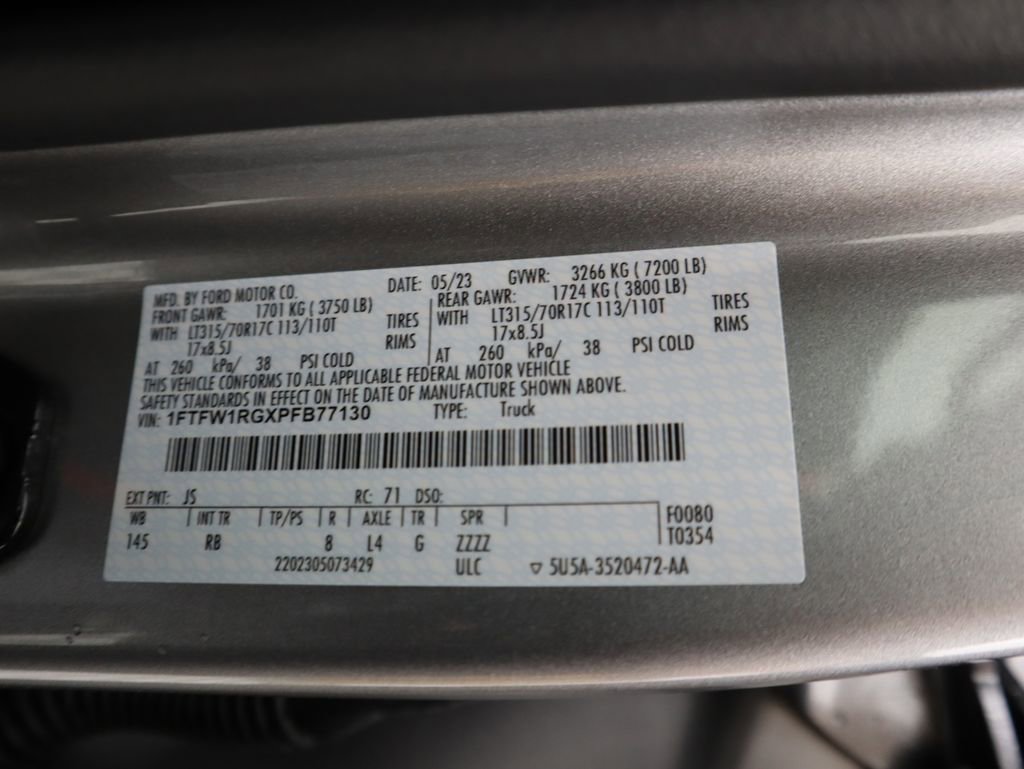 MFD. BY FORD MOTOR CO. DATE: 05/23 GVWR: 3266 KG ( 7200 LB)
FRONT GAWR: 1701 KG ( 3750 LB) REAR GAWR: 1724 KG ( 3800 LB)
WITH LT315/70R17C 113/110T TIRES WITH LT315/70R17C 113/110T TIRES
17x8.5J RIMS 17x8.5J RIMS
AT 260 kPa/ 38 PSI COLD AT 260 kPa/ 38 PSI COLD
THIS VEHICLE CONFORMS TO ALL APPLICABLE FEDERAL MOTOR VEHICLE
SAFETY STANDARDS IN EFFECT ON THE DATE OF MANUFACTURE SHOWN ABOVE.
VIN: 1FTFW1RGXPFB77130 TYPE: Truck
EXT PNT: JS RC: 71 DSO:
WB INT TR TP/PS R AXLE TR SPR F0080
145 RB 8 L4 G ZZZZ T0354
2202305073429 ULC ▽ 5U5A-3520472-AA